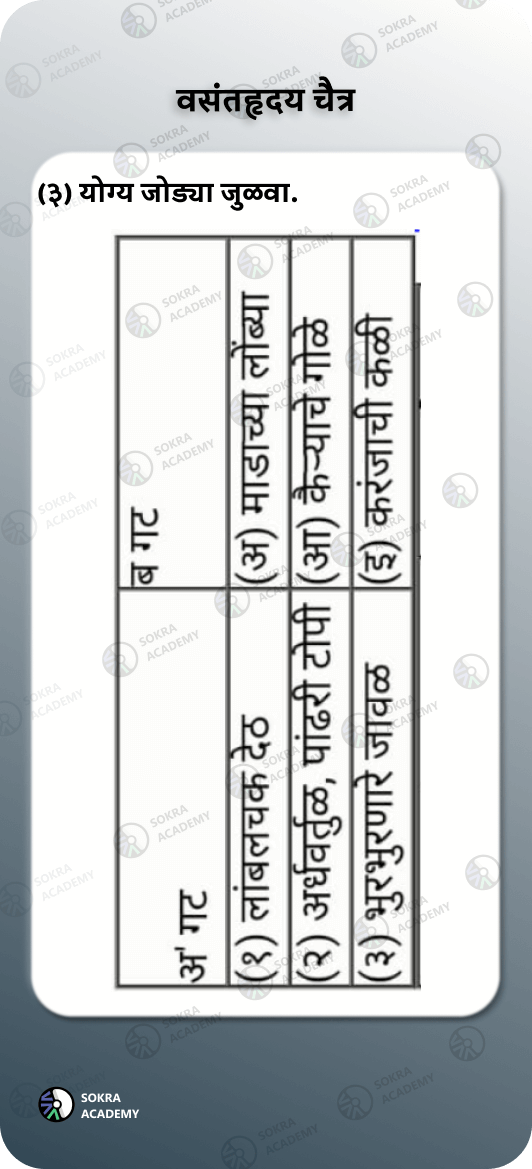 वसंतहृदय चैत्र
(३) योग्य जोड्या जुळवा.
अ' गट
ब गट
(१) लांबलचक देठ
(अ) माडाच्या लोंब्या
(२) अर्धवर्तुळ, पांढरी टोपी
(आ) कैऱ्याचे गोळे
(३) भुरभुरणारे जावळ
(इ) करंजाची कळी
SOKRA
ACADEMY